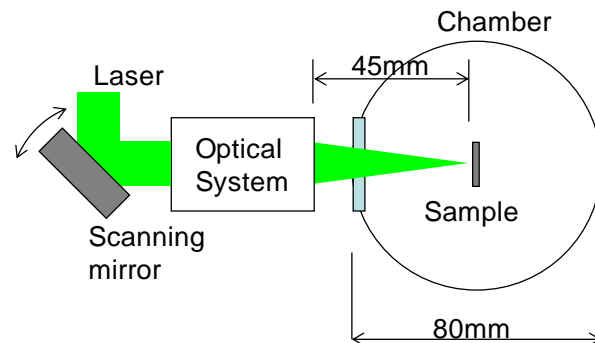 Chamber
45mm
Laser
Optical
System
Sample
Scanning
mirror
80mm